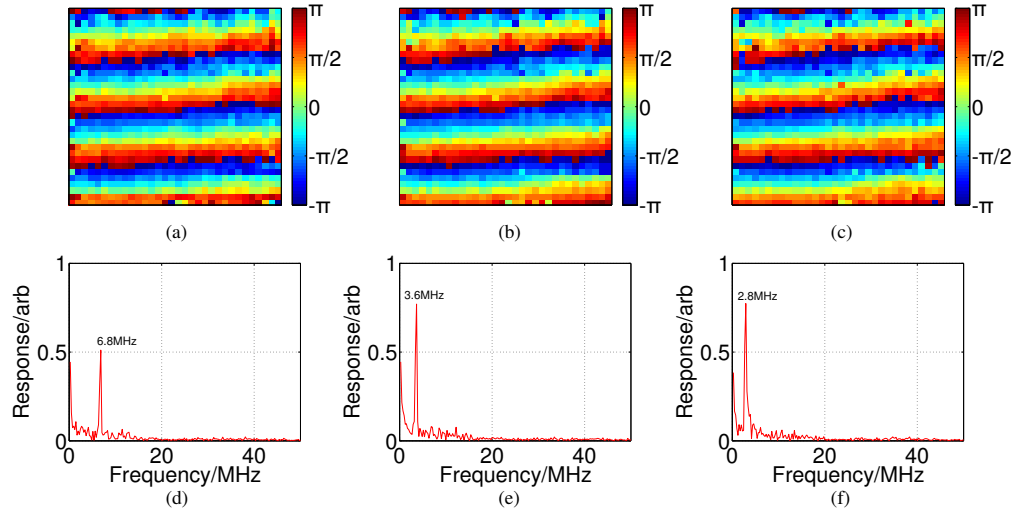 π
π/2
0
-π/2
-π
π
π/2
0
-π/2
-π
π
π/2
0
-π/2
-π
(a)
(b)
(c)
1
0.5
0
Response/arb
6.8MHz
0
20
40
Frequency/MHz
1
0.5
0
Response/arb
3.6MHz
0
20
40
Frequency/MHz
1
0.5
0
Response/arb
2.8MHz
0
20
40
Frequency/MHz
(d)
(e)
(f)